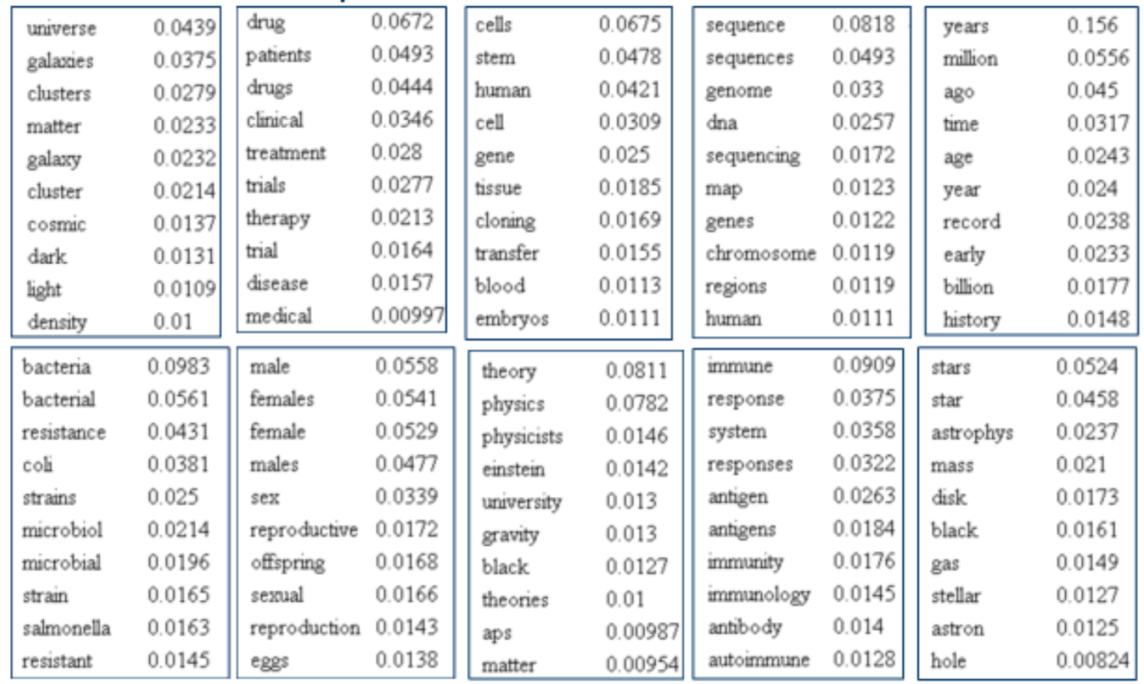 universe 0.0439
galaxies 0.0375
clusters 0.0279
matter 0.0233
galaxy 0.0232
cluster 0.0214
cosmic 0.0137
dark 0.0131
light 0.0109
density 0.01
drug 0.0672
patients 0.0493
drugs 0.0444
clinical 0.0346
treatment 0.028
trials 0.0277
therapy 0.0213
trial 0.0164
disease 0.0157
medical 0.00997
cells 0.0675
stem 0.0478
human 0.0421
cell 0.0309
gene 0.025
tissue 0.0185
cloning 0.0169
transfer 0.0155
blood 0.0113
embryos 0.0111
sequence 0.0818
sequences 0.0493
genome 0.033
dna 0.0257
sequencing 0.0172
map 0.0123
genes 0.0122
chromosome 0.0119
regions 0.0119
human 0.0111
years 0.156
million 0.0556
ago 0.045
time 0.0317
age 0.0243
year 0.024
record 0.0238
early 0.0233
billion 0.0177
history 0.0148
bacteria 0.0983
bacterial 0.0561
resistance 0.0431
coli 0.0381
strains 0.025
microbiol 0.0214
microbial 0.0196
strain 0.0165
salmonella 0.0163
resistant 0.0145
male 0.0558
females 0.0541
female 0.0529
males 0.0477
sex 0.0339
reproductive 0.0172
offspring 0.0168
sexual 0.0166
reproduction 0.0143
eggs 0.0138
theory 0.0811
physics 0.0782
physicists 0.0146
einstein 0.0142
university 0.013
gravity 0.013
black 0.0127
theories 0.01
aps 0.00987
matter 0.00954
immune 0.0909
response 0.0375
system 0.0358
responses 0.0322
antigen 0.0263
antigens 0.0184
immunity 0.0176
immunology 0.0145
antibody 0.014
autoimmune 0.0128
stars 0.0524
star 0.0458
astrophys 0.0237
mass 0.021
disk 0.0173
black 0.0161
gas 0.0149
stellar 0.0127
astron 0.0125
hole 0.00824